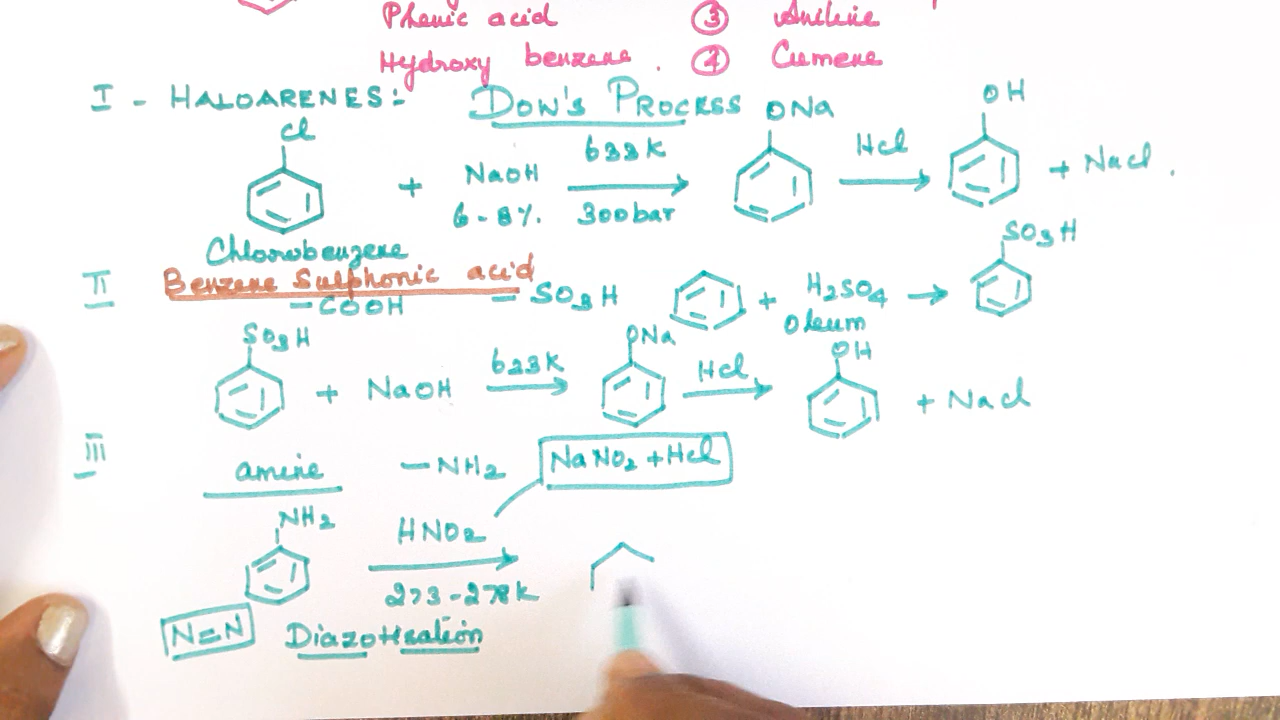 Phenic acid ③ Aniline
Hydroxy benzene. ④ Cumene
I - HALOARENES:- DOW'S PROCESS
Cl ONa OH
+ NaOH 633K HCl + NaCl.
6-8% 300bar
Chlorobenzene
II Benzene Sulphonic acid SO3H
-COOH -SO3H + H2SO4
Oleum
SO3H ONa OH
+ NaOH 623K HCl + NaCl
III
amine -NH2 NaNO2 + HCl
NH2 HNO2
273-278K
N=N Diazotisation